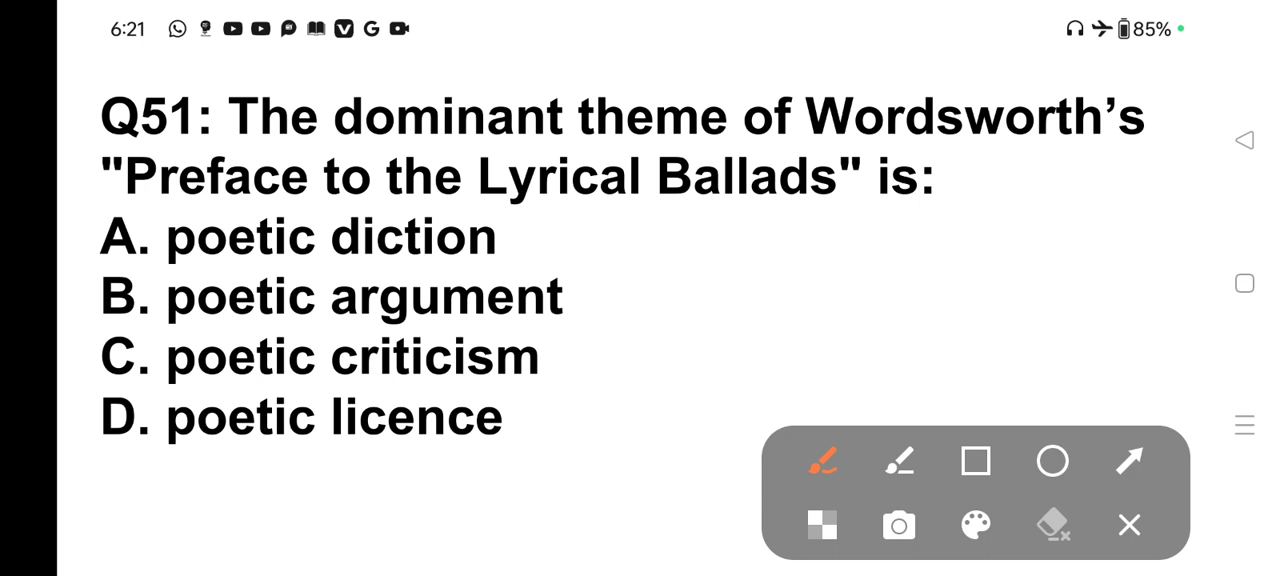 6:21 85%
Q51: The dominant theme of Wordsworth’s
"Preface to the Lyrical Ballads" is:
A. poetic diction
B. poetic argument
C. poetic criticism
D. poetic licence